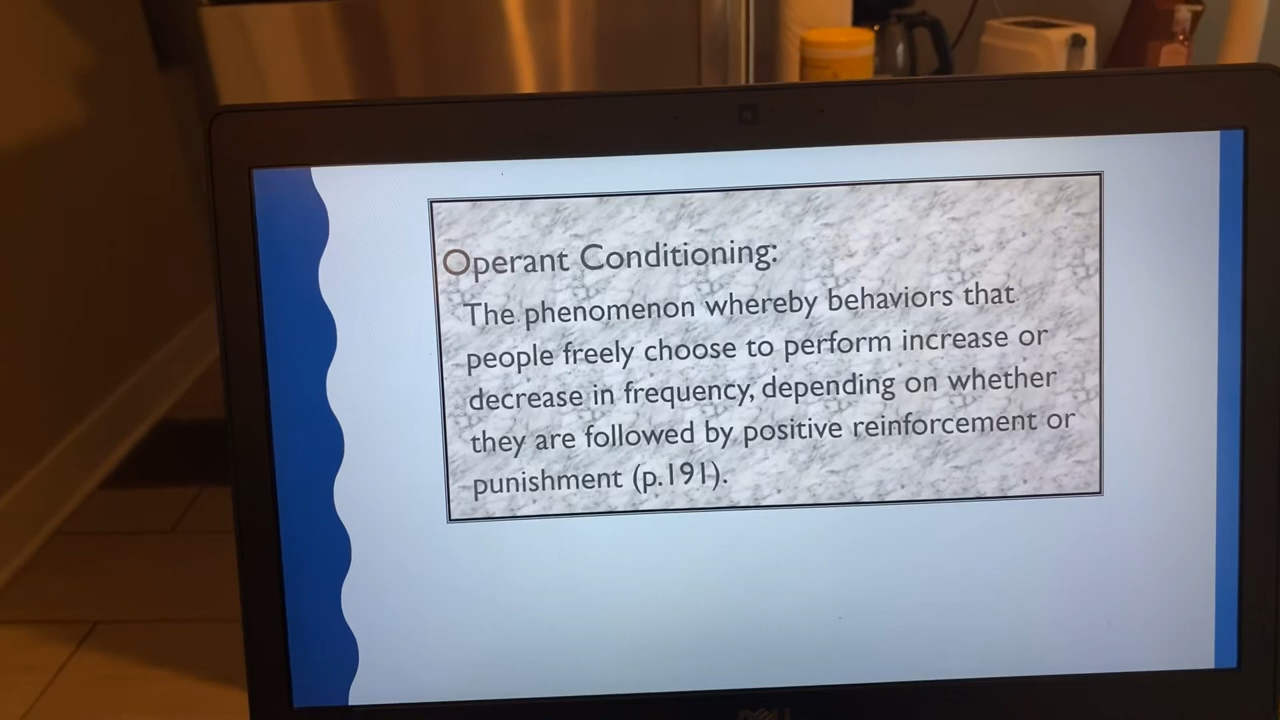 Operant Conditioning:
The phenomenon whereby behaviors that
people freely choose to perform increase or
decrease in frequency, depending on whether
they are followed by positive reinforcement or
punishment (p.191).